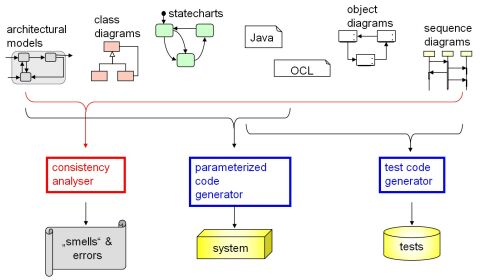 architectural
models
class
diagrams
statecharts
Java
OCL
object
diagrams
sequence
diagrams
consistency
analyser
parameterized
code
generator
test code
generator
„smells“ &
errors
system
tests